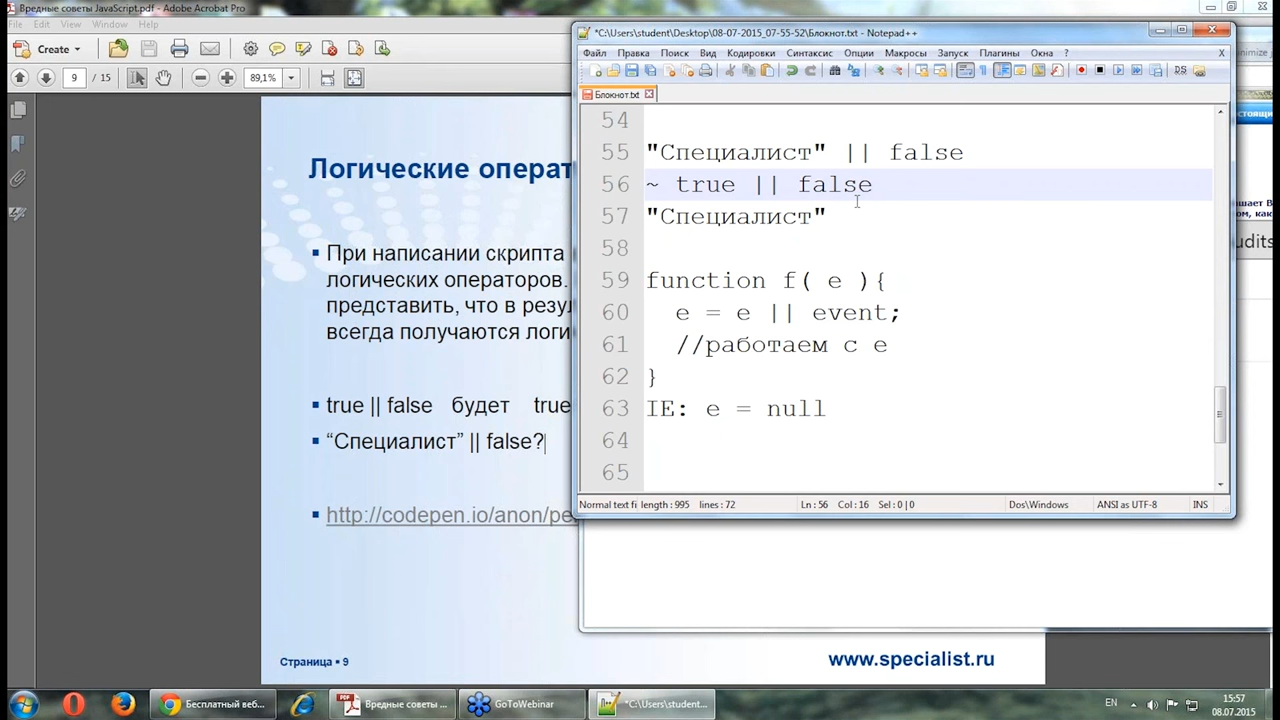 Вредные советы JavaScript.pdf - Adobe Acrobat Pro
File Edit View Window Help
Create
9 / 15
89,1%
Логические операт
При написании скрипта
логических операторов.
представить, что в резул
всегда получаются логи
true || false будет true
“Специалист” || false?
http://codepen.io/anon/pe
Страница 9
www.specialist.ru
*C:\Users\student\Desktop\08-07-2015_07-55-52\Блокнот.txt - Notepad++
Файл Правка Поиск Вид Кодировки Синтаксис Опции Макросы Запуск Плагины Окна ? X
Блокнот.txt
54
55 "Специалист" || false
56 ~ true || false
57 "Специалист"
58
59 function f( e ){
60 e = e || event;
61 //работаем с e
62 }
63 IE: e = null
64
65
Normal text fi length : 995 lines : 72 Ln : 56 Col : 16 Sel : 0 | 0 Dos\Windows ANSI as UTF-8 INS
udits
Бесплатный веб...
Вредные советы ...
GoToWebinar
*C:\Users\student...
EN
15:57
08.07.2015